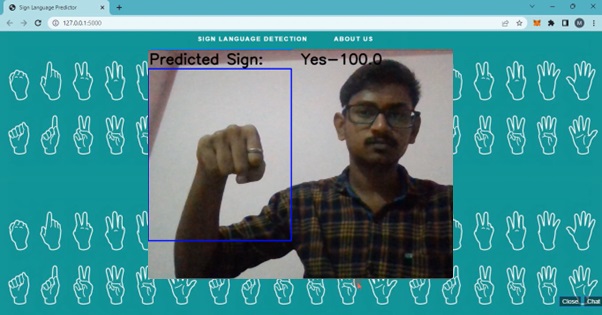 Sign Language Predictor
127.0.0.1:5000
M
SIGN LANGUAGE DETECTION ABOUT US
Predicted Sign: Yes-100.0
Close Chat